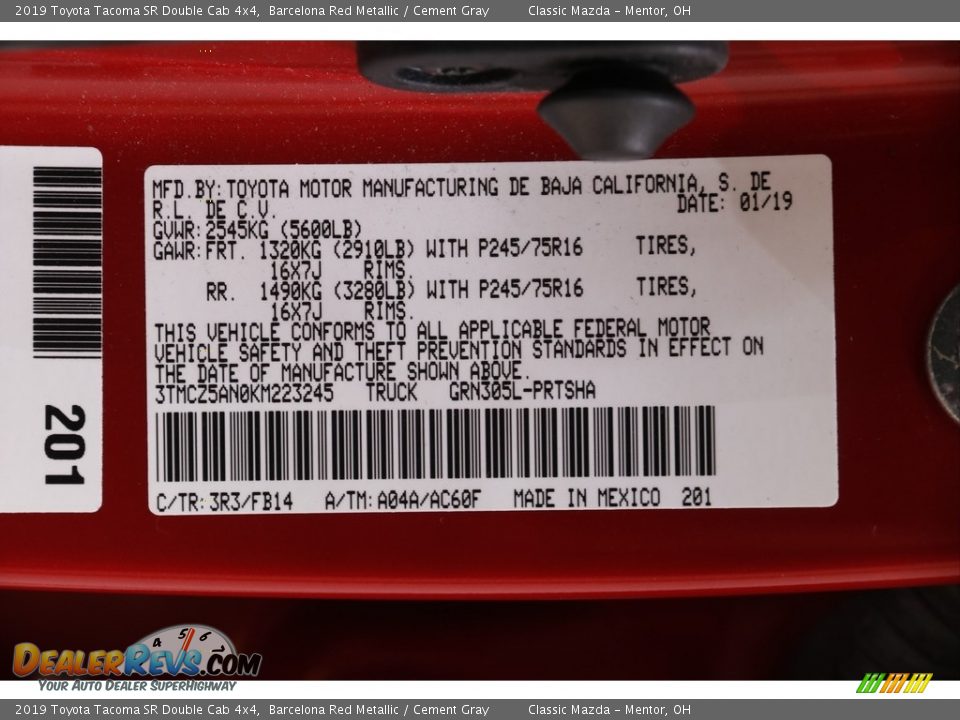 2019 Toyota Tacoma SR Double Cab 4x4, Barcelona Red Metallic / Cement Gray Classic Mazda - Mentor, OH
MFD.BY: TOYOTA MOTOR MANUFACTURING DE BAJA CALIFORNIA, S. DE
R.L. DE C.V. DATE: 01/19
GVWR: 2545KG (5600LB)
GAWR: FRT. 1320KG (2910LB) WITH P245/75R16 TIRES,
16X7J RIMS.
RR. 1490KG (3280LB) WITH P245/75R16 TIRES,
16X7J RIMS.
THIS VEHICLE CONFORMS TO ALL APPLICABLE FEDERAL MOTOR
VEHICLE SAFETY AND THEFT PREVENTION STANDARDS IN EFFECT ON
THE DATE OF MANUFACTURE SHOWN ABOVE.
3TMCZ5AN0KM223245 TRUCK GRN305L-PRTSHA
C/TR: 3R3/FB14 A/TM: A04A/AC60F MADE IN MEXICO 201
201
4 5 6
DEALERREVS.COM
YOUR AUTO DEALER SUPERHIGHWAY
2019 Toyota Tacoma SR Double Cab 4x4, Barcelona Red Metallic / Cement Gray Classic Mazda - Mentor, OH